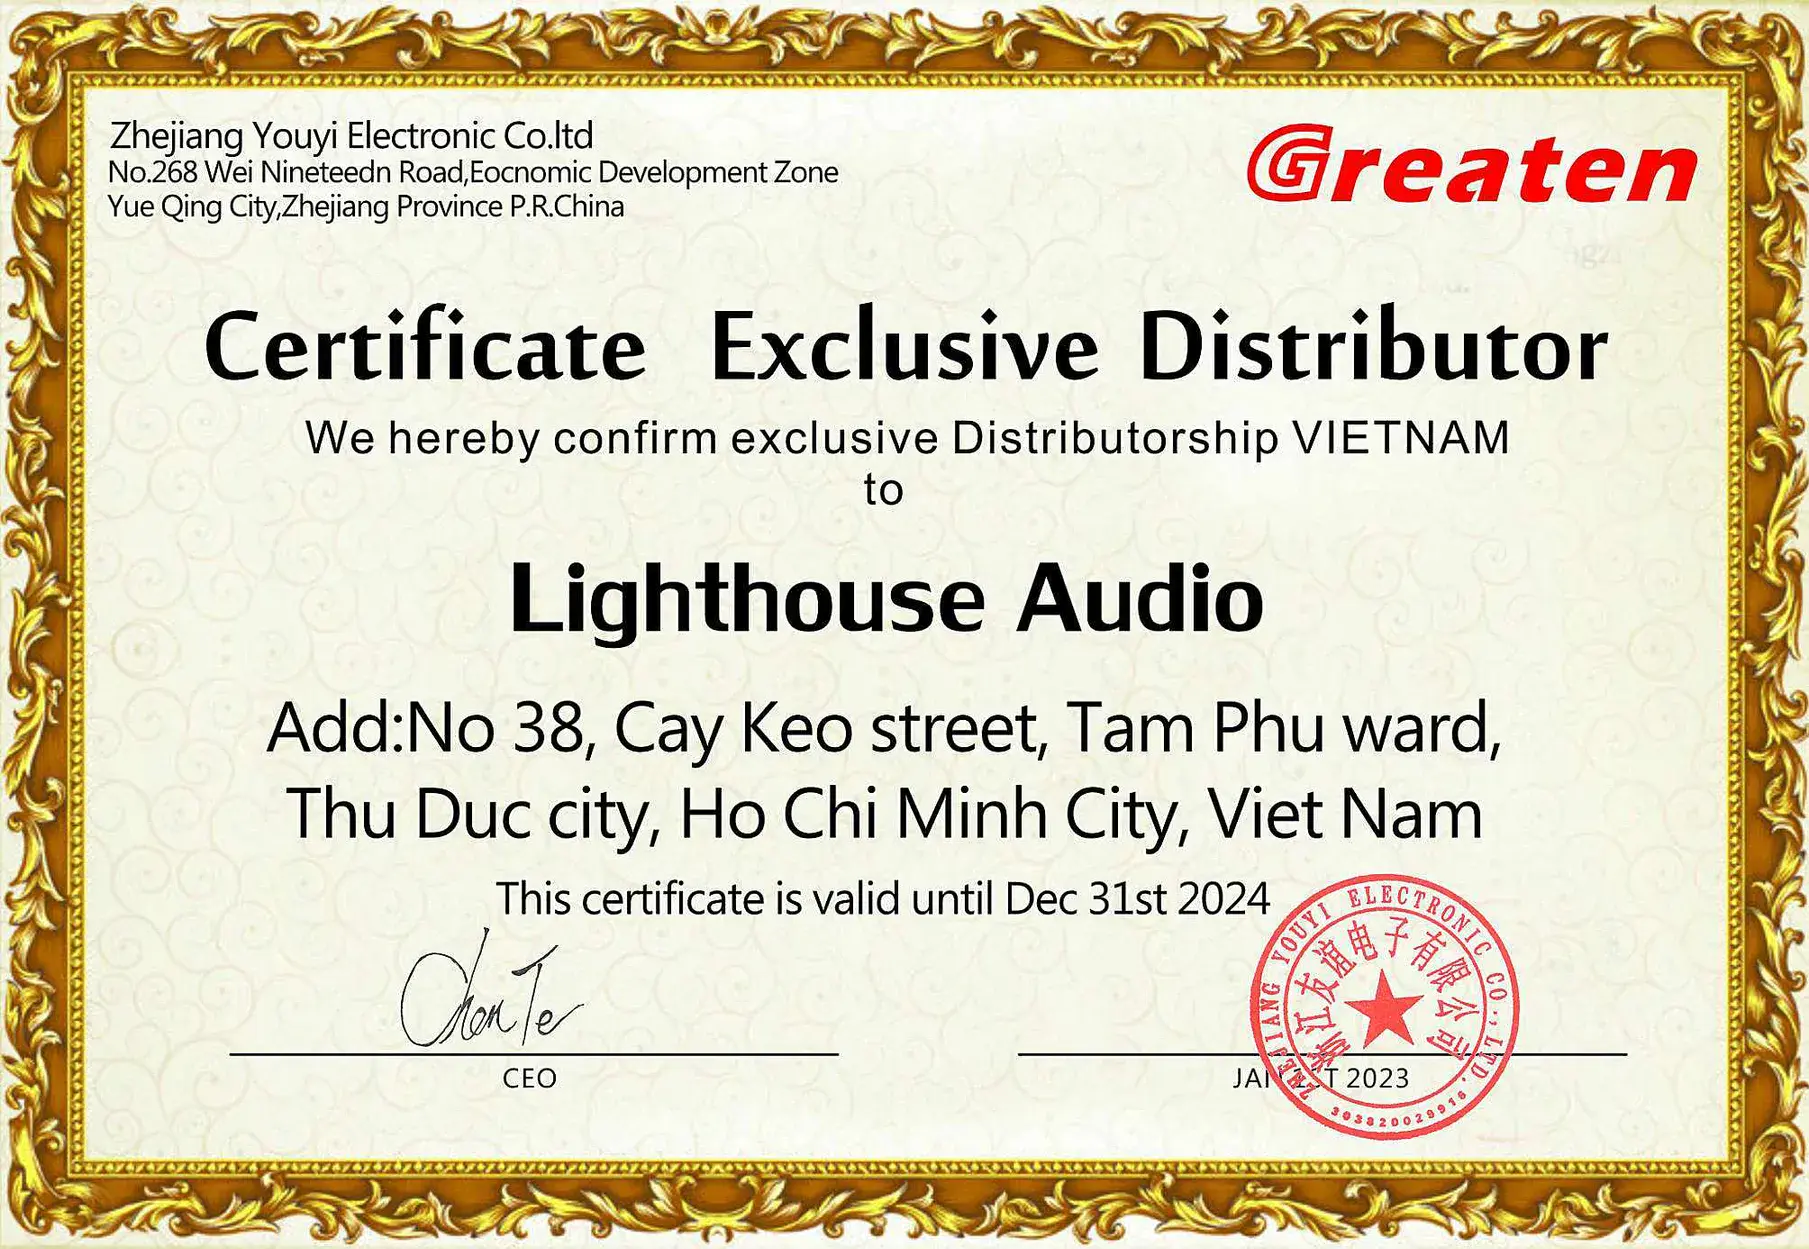 Zhejiang Youyi Electronic Co.ltd
No.268 Wei Nineteedn Road,Eocnomic Development Zone
Yue Qing City,Zhejiang Province P.R.China
Greaten
Certificate Exclusive Distributor
We hereby confirm exclusive Distributorship VIETNAM
to
Lighthouse Audio
Add:No 38, Cay Keo street, Tam Phu ward,
Thu Duc city, Ho Chi Minh City, Viet Nam
This certificate is valid until Dec 31st 2024
Chen Te
CEO
ZHEJIANG YOUYI ELECTRONIC CO.,LTD.
浙江友谊电子有限公司
JAN 1ST 2023